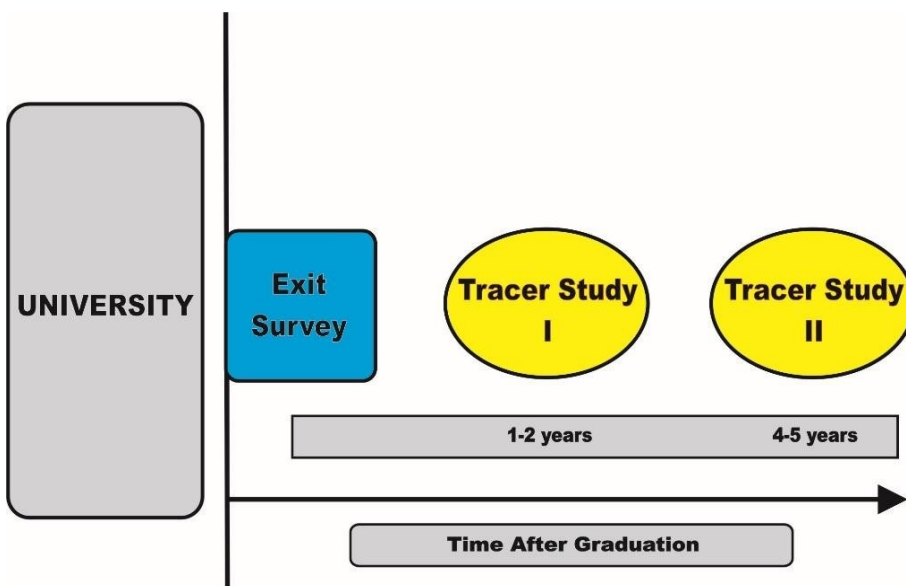 UNIVERSITY
Exit
Survey
Tracer Study
I
Tracer Study
II
1-2 years
4-5 years
Time After Graduation